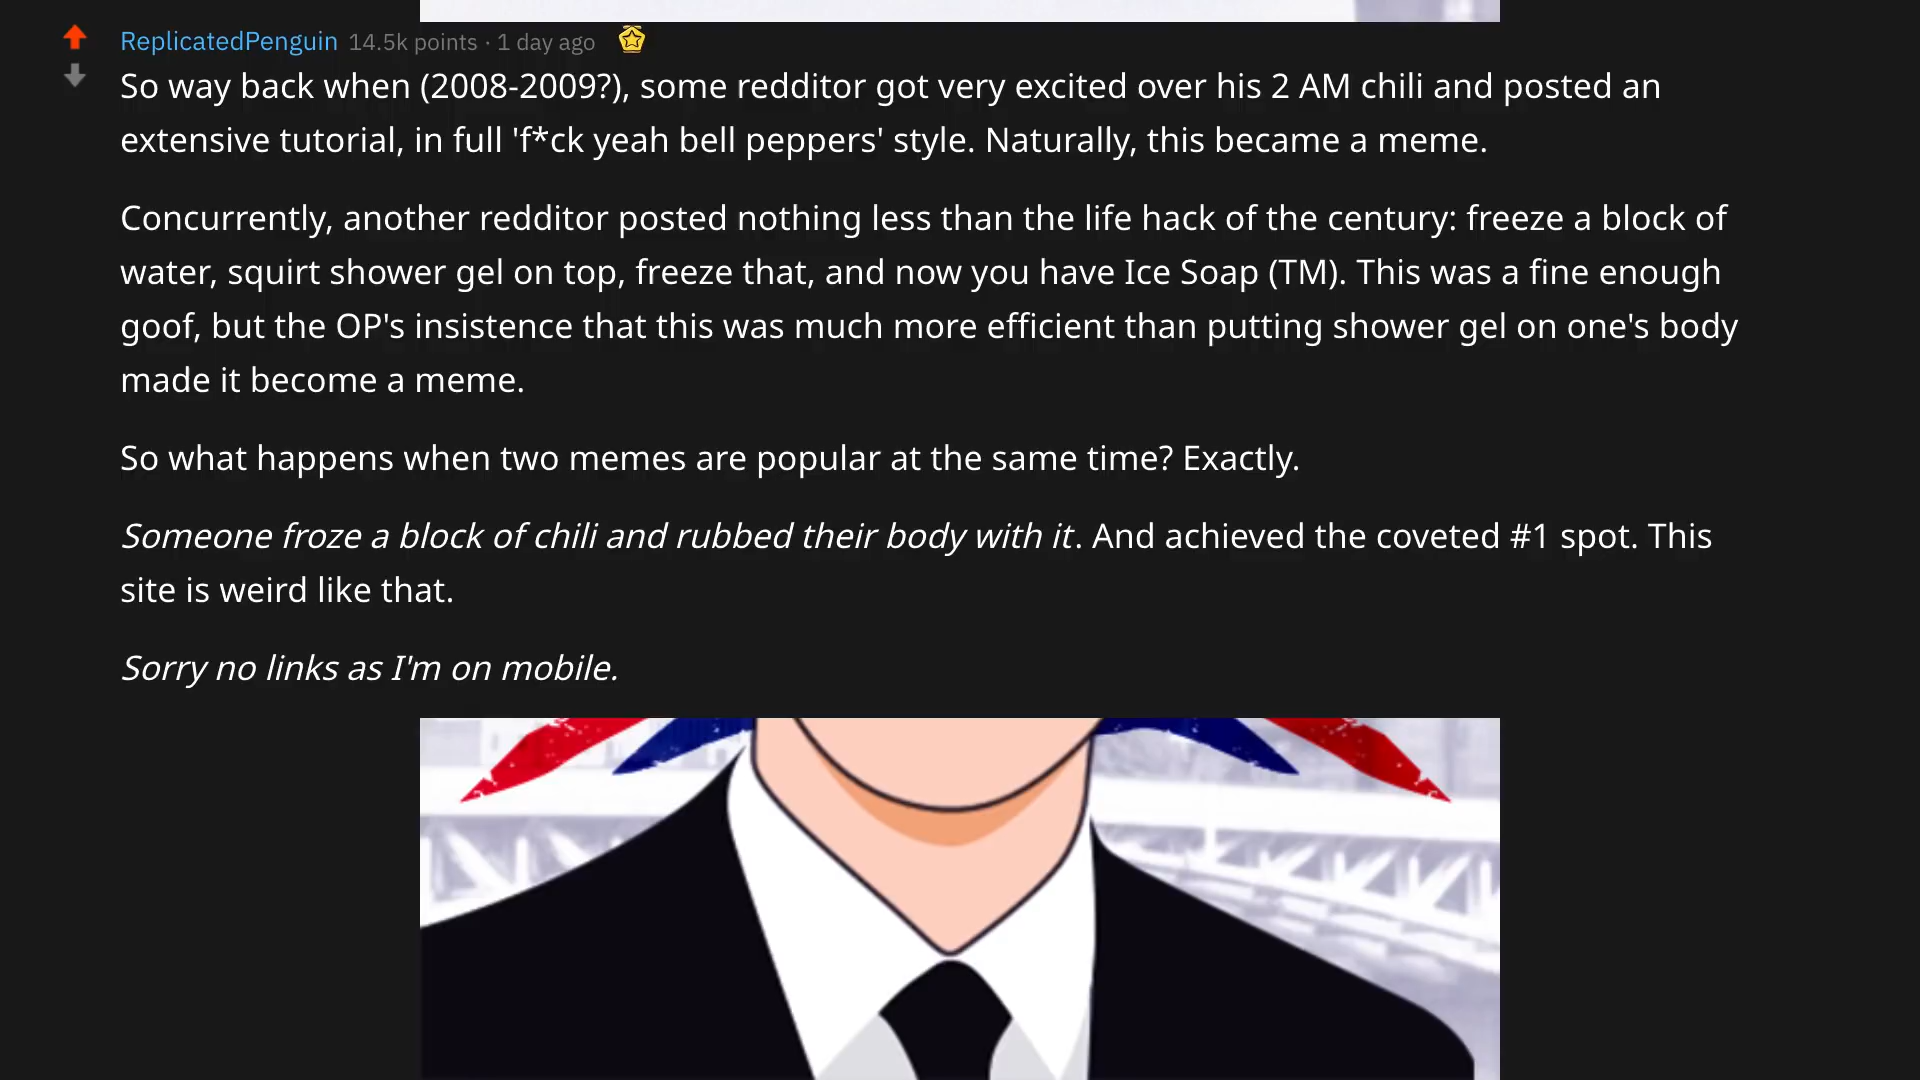 ReplicatedPenguin 14.5k points · 1 day ago
So way back when (2008-2009?), some redditor got very excited over his 2 AM chili and posted an
extensive tutorial, in full 'f*ck yeah bell peppers' style. Naturally, this became a meme.
Concurrently, another redditor posted nothing less than the life hack of the century: freeze a block of
water, squirt shower gel on top, freeze that, and now you have Ice Soap (TM). This was a fine enough
goof, but the OP's insistence that this was much more efficient than putting shower gel on one's body
made it become a meme.
So what happens when two memes are popular at the same time? Exactly.
Someone froze a block of chili and rubbed their body with it. And achieved the coveted #1 spot. This
site is weird like that.
Sorry no links as I'm on mobile.